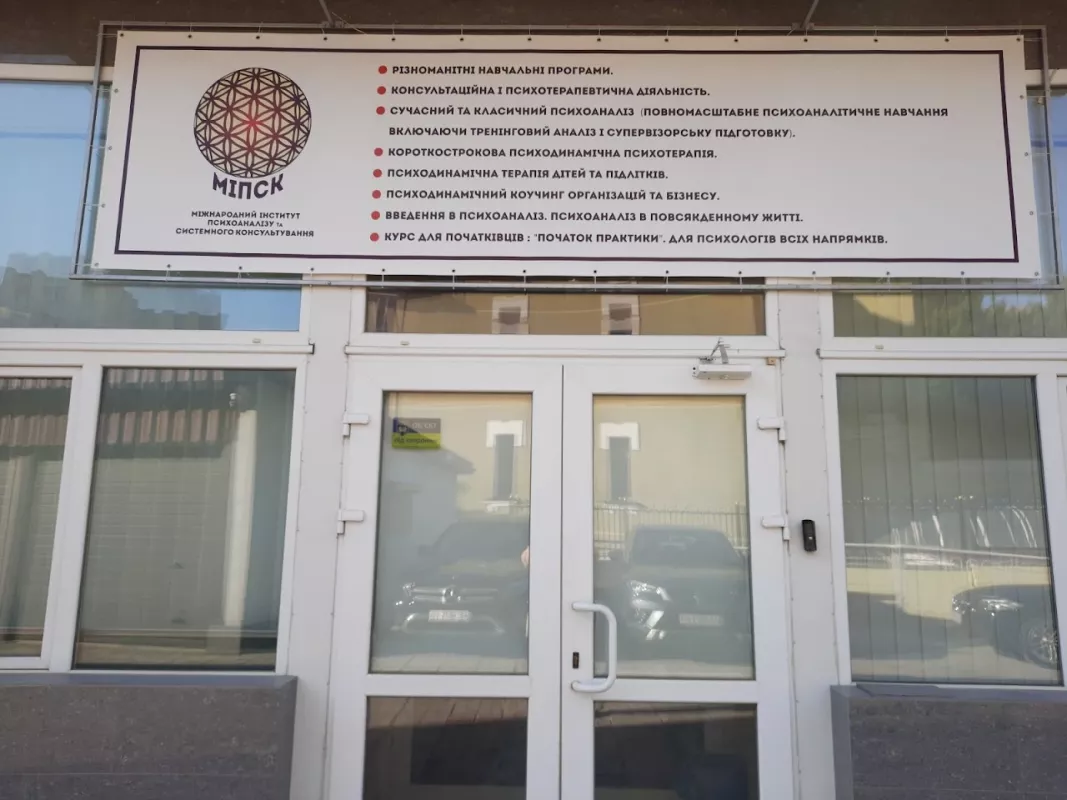 МІПСК
МІЖНАРОДНИЙ ІНСТИТУТ
ПСИХОАНАЛІЗУ ТА
СИСТЕМНОГО КОНСУЛЬТУВАННЯ
РІЗНОМАНІТНІ НАВЧАЛЬНІ ПРОГРАМИ.
КОНСУЛЬТАЦІЙНА І ПСИХОТЕРАПЕВТИЧНА ДІЯЛЬНІСТЬ.
СУЧАСНИЙ ТА КЛАСИЧНИЙ ПСИХОАНАЛІЗ (ПОВНОМАСШТАБНЕ ПСИХОАНАЛІТИЧНЕ НАВЧАННЯ
ВКЛЮЧАЮЧИ ТРЕНІНГОВИЙ АНАЛІЗ І СУПЕРВІЗОРСЬКУ ПІДГОТОВКУ).
КОРОТКОСТРОКОВА ПСИХОДИНАМІЧНА ПСИХОТЕРАПІЯ.
ПСИХОДИНАМІЧНА ТЕРАПІЯ ДІТЕЙ ТА ПІДЛІТКІВ.
ПСИХОДИНАМІЧНИЙ КОУЧИНГ ОРГАНІЗАЦІЙ ТА БІЗНЕСУ.
ВВЕДЕННЯ В ПСИХОАНАЛІЗ. ПСИХОАНАЛІЗ В ПОВСЯКДЕННОМУ ЖИТТІ.
КУРС ДЛЯ ПОЧАТКІВЦІВ : "ПОЧАТОК ПРАКТИКИ". ДЛЯ ПСИХОЛОГІВ ВСІХ НАПРЯМКІВ.